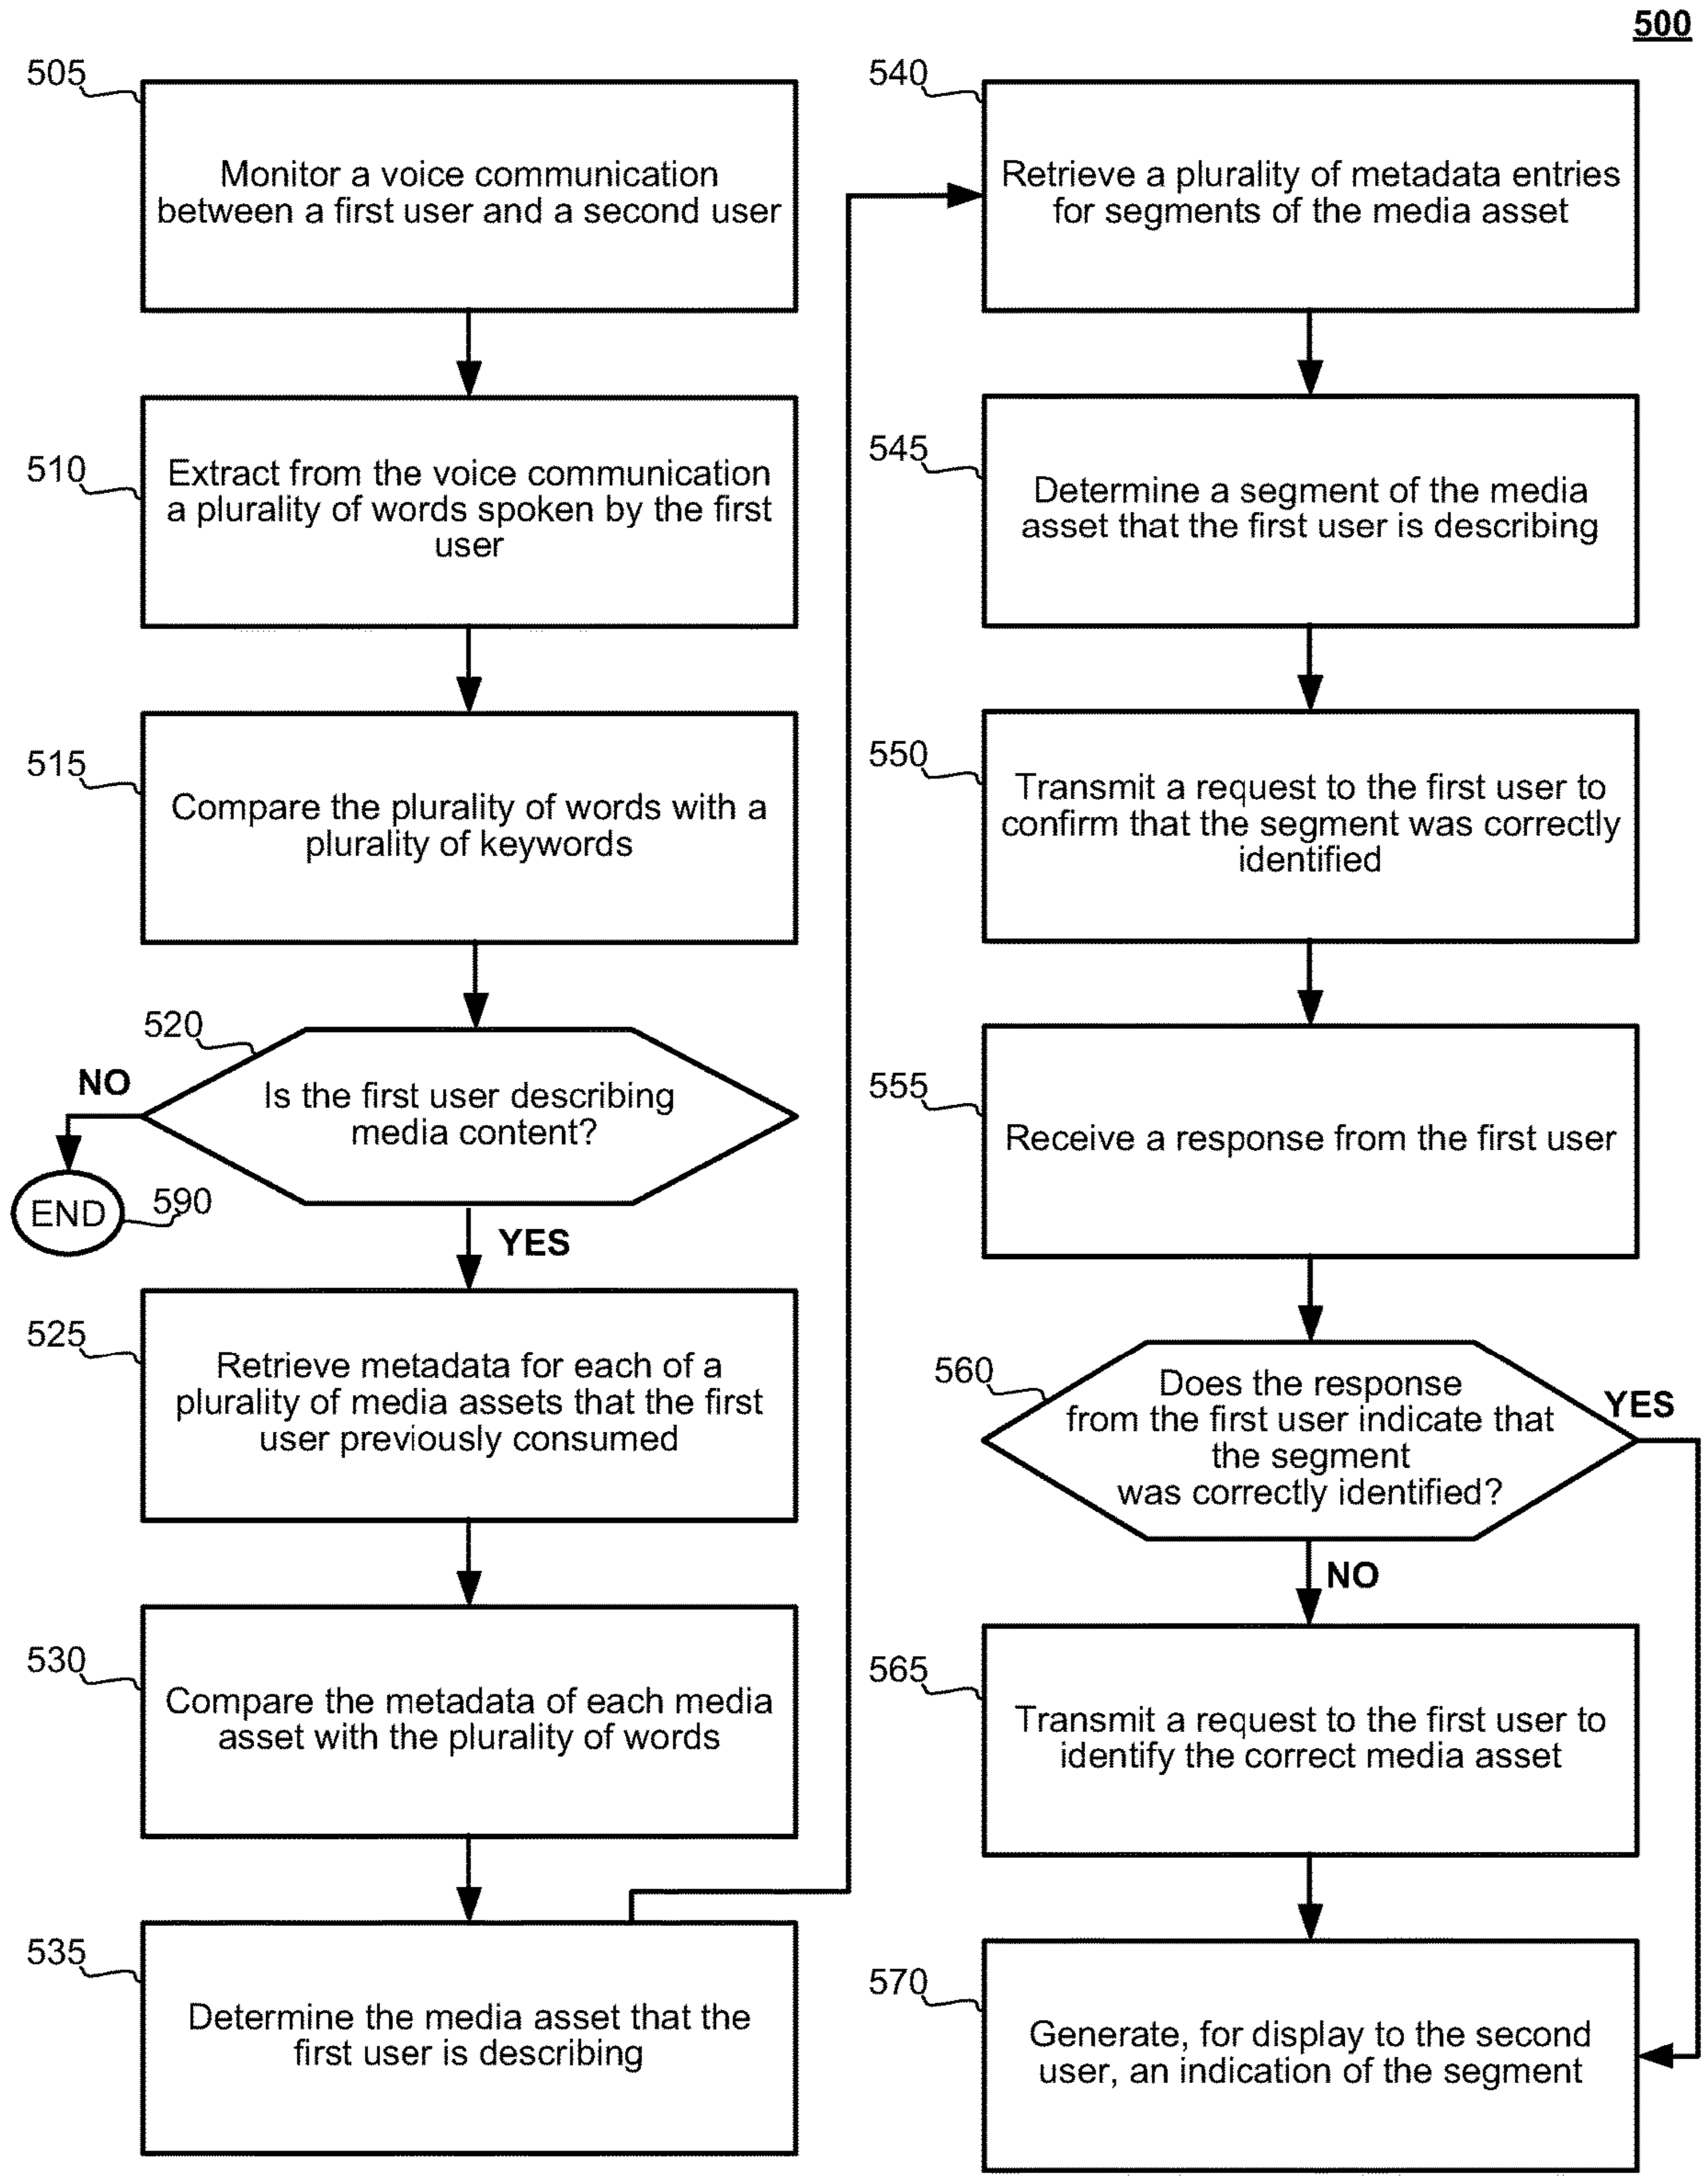 500
505
Monitor a voice communication
between a first user and a second user
510
Extract from the voice communication
a plurality of words spoken by the first
user
515
Compare the plurality of words with a
plurality of keywords
520
NO
Is the first user describing
media content?
END
590
YES
525
Retrieve metadata for each of a
plurality of media assets that the first
user previously consumed
530
Compare the metadata of each media
asset with the plurality of words
535
Determine the media asset that the
first user is describing
540
Retrieve a plurality of metadata entries
for segments of the media asset
545
Determine a segment of the media
asset that the first user is describing
550
Transmit a request to the first user to
confirm that the segment was correctly
identified
555
Receive a response from the first user
560
Does the response
from the first user indicate that
the segment
was correctly identified?
YES
NO
565
Transmit a request to the first user to
identify the correct media asset
570
Generate, for display to the second
user, an indication of the segment